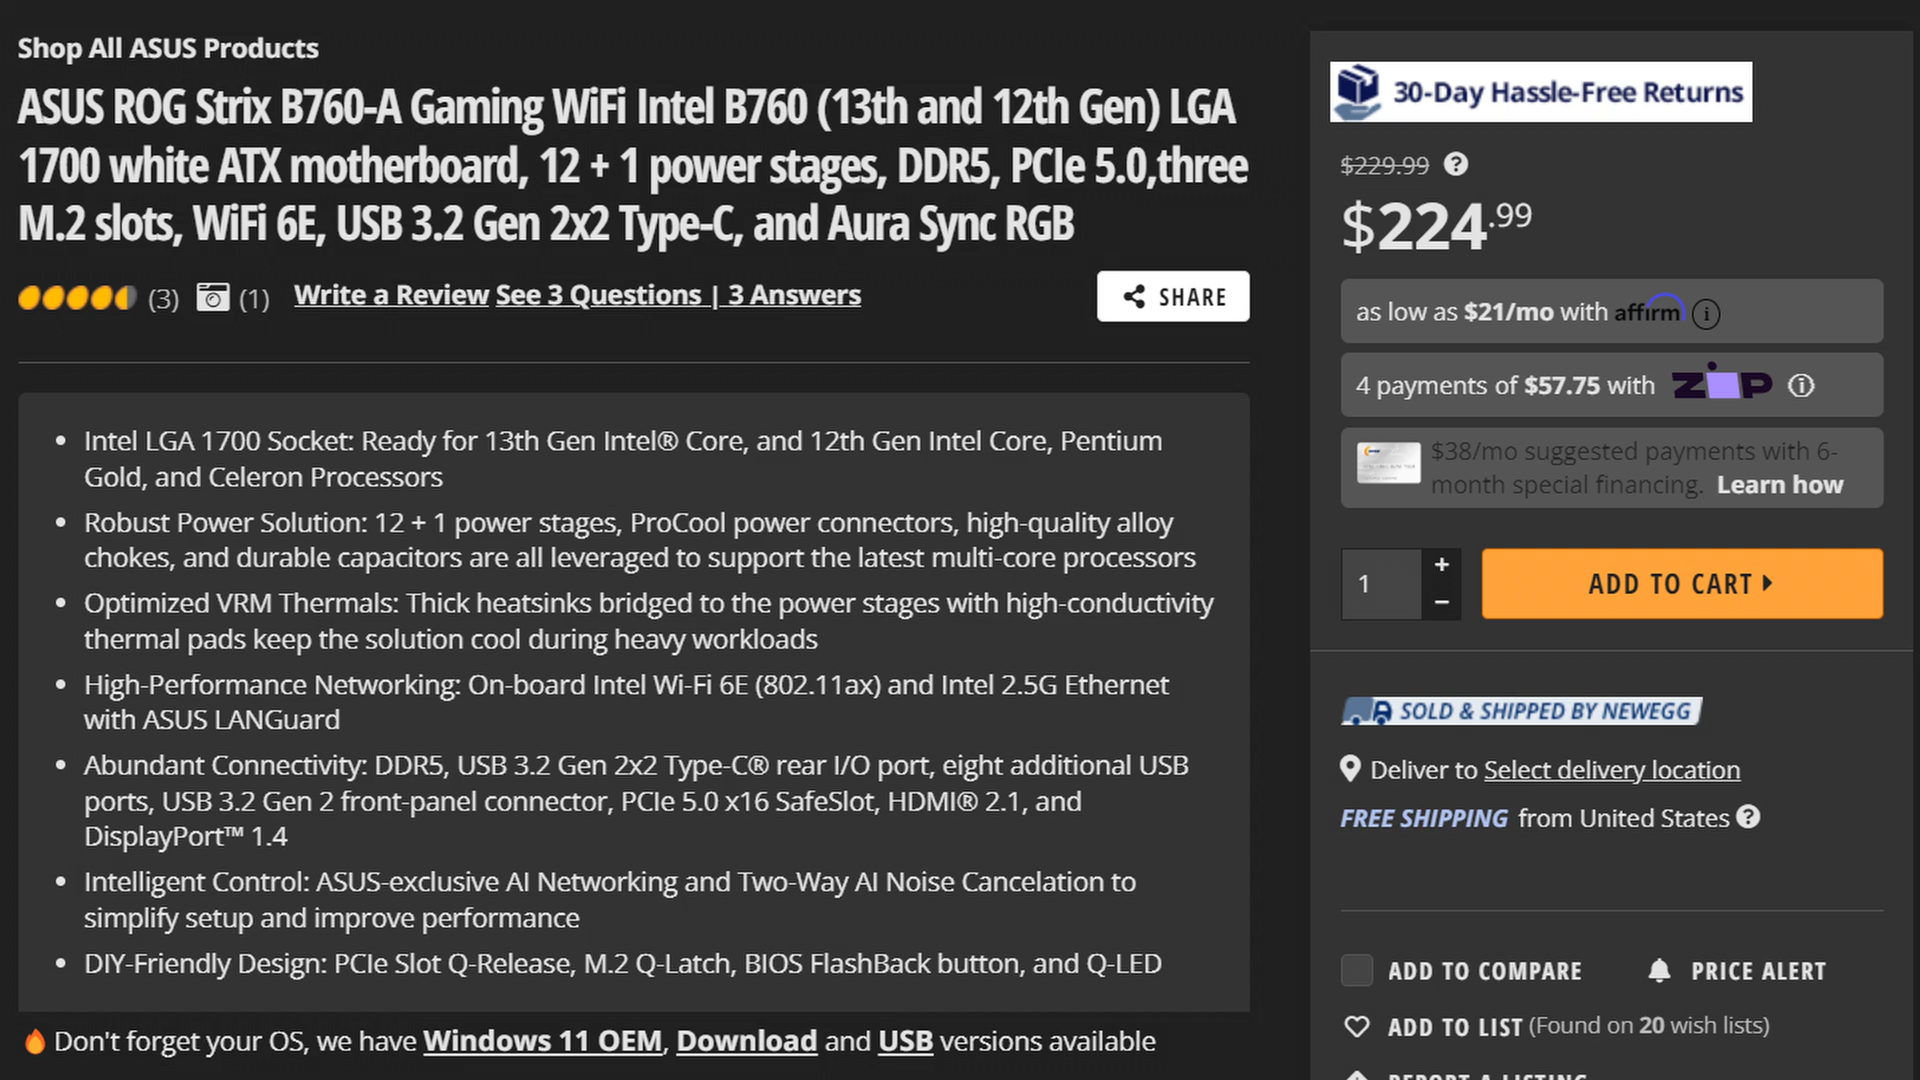 Shop All ASUS Products
ASUS ROG Strix B760-A Gaming WiFi Intel B760 (13th and 12th Gen) LGA
1700 white ATX motherboard, 12 + 1 power stages, DDR5, PCIe 5.0,three
M.2 slots, WiFi 6E, USB 3.2 Gen 2x2 Type-C, and Aura Sync RGB
(3) (1) Write a Review See 3 Questions | 3 Answers
SHARE
• Intel LGA 1700 Socket: Ready for 13th Gen Intel® Core, and 12th Gen Intel Core, Pentium
Gold, and Celeron Processors
• Robust Power Solution: 12 + 1 power stages, ProCool power connectors, high-quality alloy
chokes, and durable capacitors are all leveraged to support the latest multi-core processors
• Optimized VRM Thermals: Thick heatsinks bridged to the power stages with high-conductivity
thermal pads keep the solution cool during heavy workloads
• High-Performance Networking: On-board Intel Wi-Fi 6E (802.11ax) and Intel 2.5G Ethernet
with ASUS LANGuard
• Abundant Connectivity: DDR5, USB 3.2 Gen 2x2 Type-C® rear I/O port, eight additional USB
ports, USB 3.2 Gen 2 front-panel connector, PCIe 5.0 x16 SafeSlot, HDMI® 2.1, and
DisplayPort™ 1.4
• Intelligent Control: ASUS-exclusive AI Networking and Two-Way AI Noise Cancelation to
simplify setup and improve performance
• DIY-Friendly Design: PCIe Slot Q-Release, M.2 Q-Latch, BIOS FlashBack button, and Q-LED
Don't forget your OS, we have Windows 11 OEM, Download and USB versions available
30-Day Hassle-Free Returns
$229.99 ?
$224.99
as low as $21/mo with affirm i
4 payments of $57.75 with ZIP i
$38/mo suggested payments with 6-
month special financing. Learn how
1 + −
ADD TO CART
SOLD & SHIPPED BY NEWEGG
Deliver to Select delivery location
FREE SHIPPING from United States ?
ADD TO COMPARE
PRICE ALERT
ADD TO LIST (Found on 20 wish lists)
REPORT A LISTING